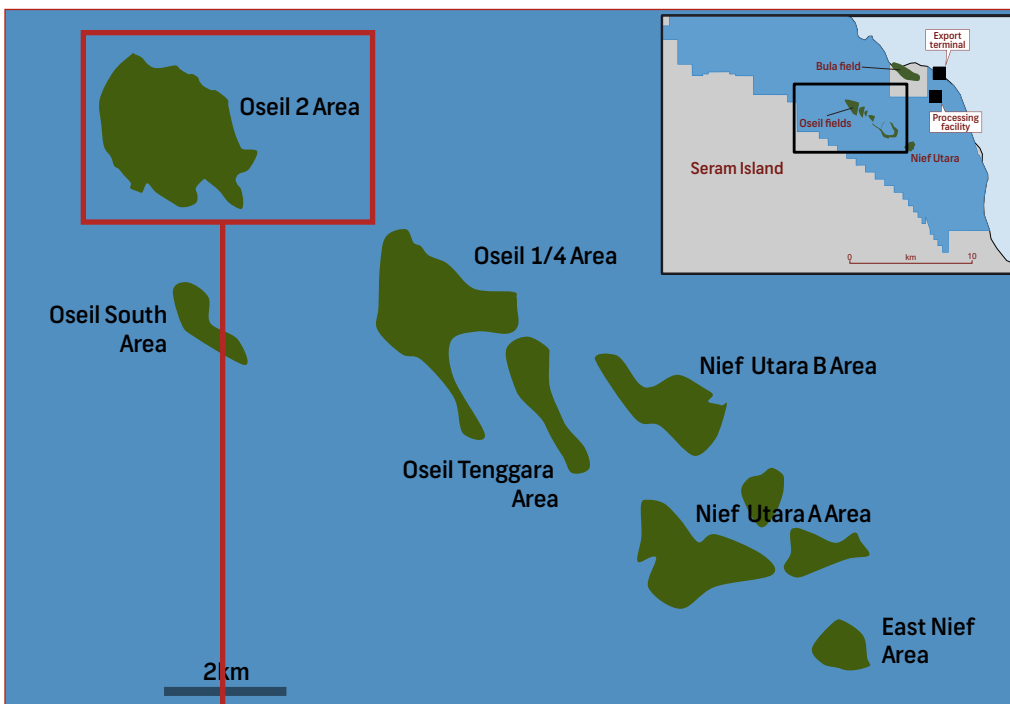 Oseil 2 Area
Export
terminal
Bula field
Oseil fields
Processing
facility
Nief Utara
Seram Island
0
km
10
Oseil 1/4 Area
Oseil South
Area
Nief Utara B Area
Oseil Tenggara
Area
Nief Utara A Area
East Nief
Area
2km